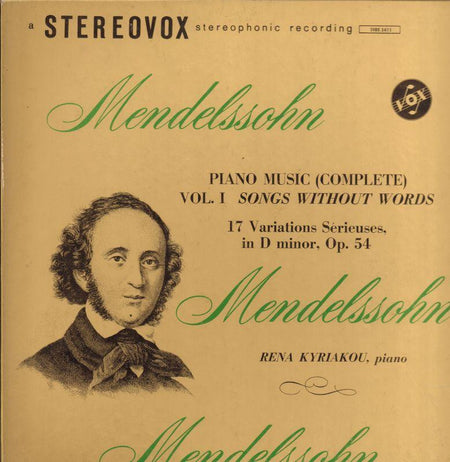 a STEREOVOX stereophonic recording
Mendelssohn
VOX
PIANO MUSIC (COMPLETE)
VOL. I SONGS WITHOUT WORDS
17 Variations Sérieuses,
in D minor, Op. 54
Mendelssohn
RENA KYRIAKOU, piano
Mendelssohn